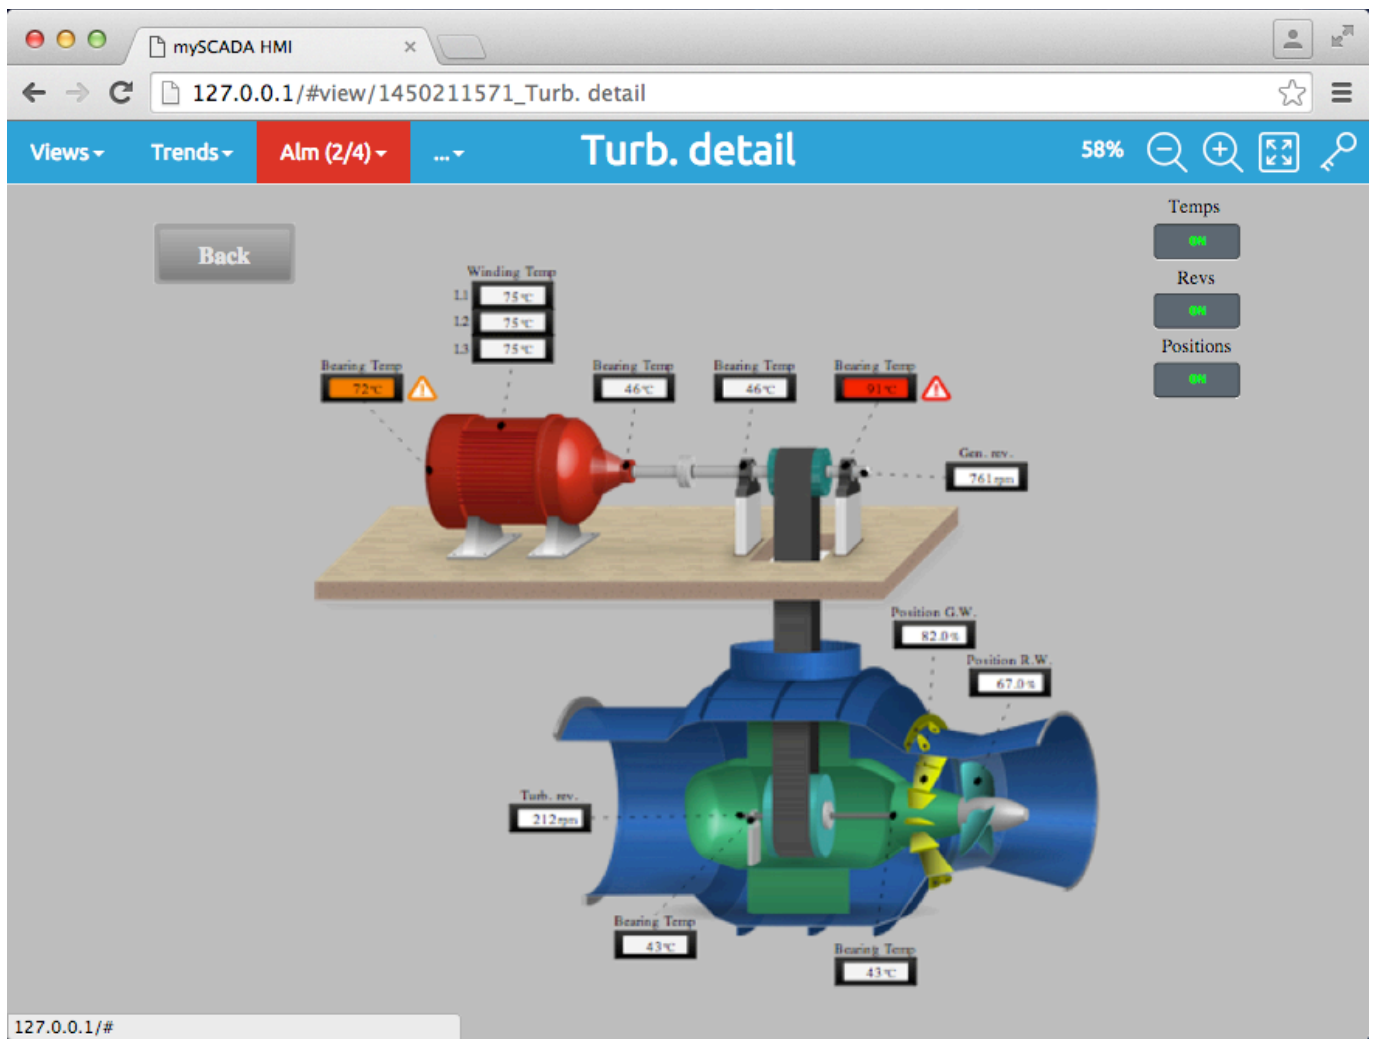 mySCADA HMI
127.0.0.1/#view/1450211571_Turb. detail
Views Trends Alm (2/4) ... Turb. detail 58%
Temps
ON
Back
Revs
ON
Positions
ON
Winding Temp
L1 75°C
L2 75°C
L3 75°C
Bearing Temp Bearing Temp Bearing Temp Bearing Temp
72°C 46°C 46°C 91°C
Gen. rev.
761rpm
Position G.W.
82.0%
Position R.W.
67.0%
Turb. rev.
212rpm
Bearing Temp
43°C
Bearing Temp
43°C
127.0.0.1/#